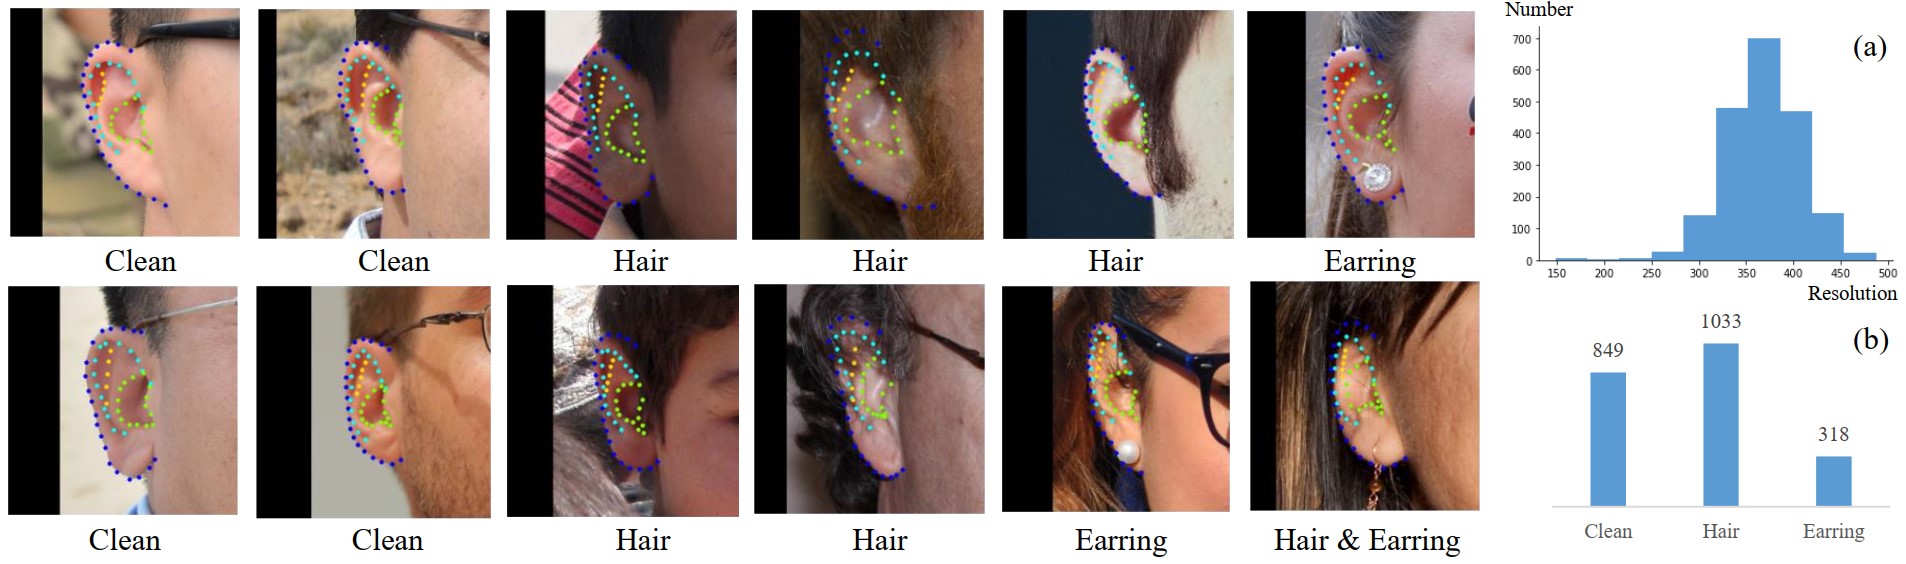 Clean
Clean
Hair
Hair
Hair
Earring
Clean
Clean
Hair
Hair
Earring
Hair & Earring
Number
(a)
700
600
500
400
300
200
100
0
150 200 250 300 350 400 450 500
Resolution
(b)
849
1033
318
Clean Hair Earring